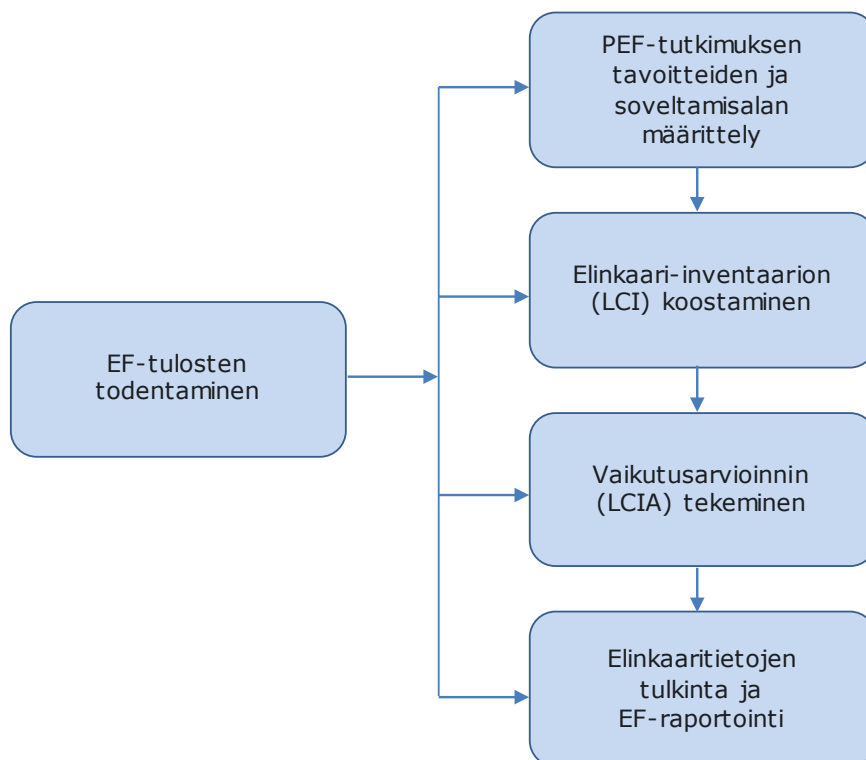 PEF-tutkimuksen
tavoitteiden ja
soveltamisalan
määrittely
Elinkaari-inventaarion
(LCI) koostaminen
EF-tulosten
todentaminen
Vaikutusarvioinnin
(LCIA) tekeminen
Elinkaaritietojen
tulkinta ja
EF-raportointi